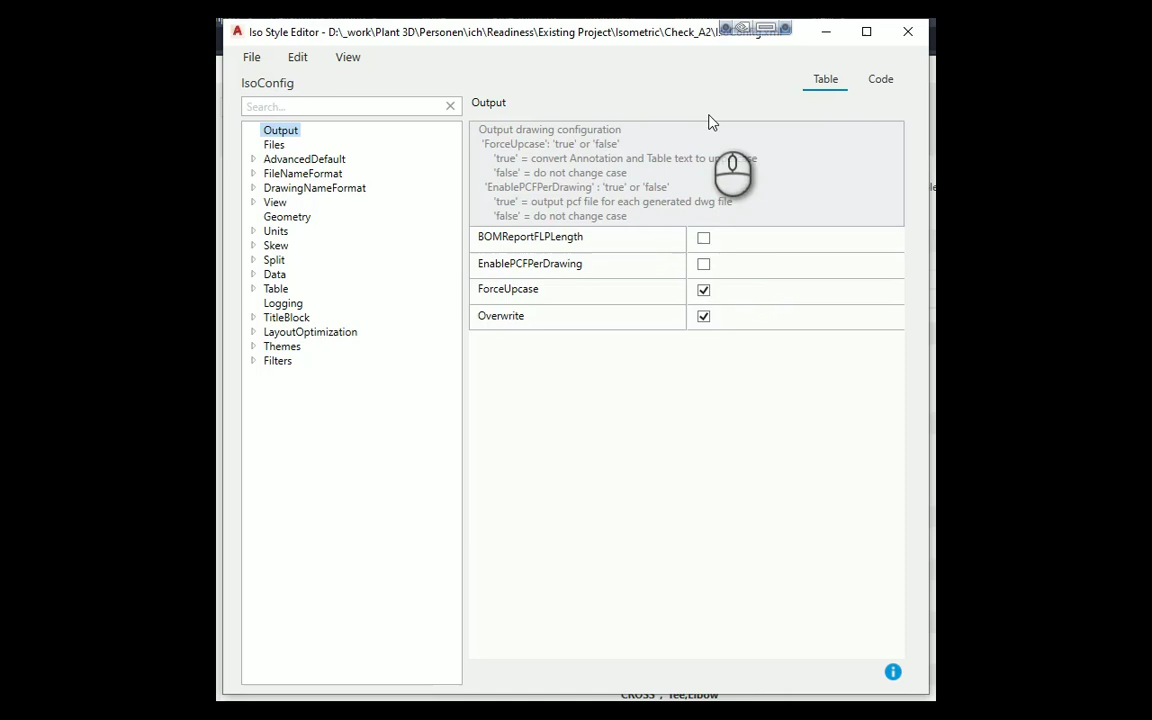 Iso Style Editor - D:\_work\Plant 3D\Personen\ich\Readiness\Existing Project\Isometric\Check_A2\
File Edit View
IsoConfig
Table Code
Search...
Output
Output
Files
AdvancedDefault
FileNameFormat
DrawingNameFormat
View
Geometry
Units
Skew
Split
Data
Table
Logging
TitleBlock
LayoutOptimization
Themes
Filters
Output drawing configuration
'ForceUpcase': 'true' or 'false'
'true' = convert Annotation and Table text to
'false' = do not change case
'EnablePCFPerDrawing' : 'true' or 'false'
'true' = output pcf file for each generated dwg file
'false' = do not change case
BOMReportFLPLength
EnablePCFPerDrawing
ForceUpcase
Overwrite
"CROSS", "Tee,Elbow"